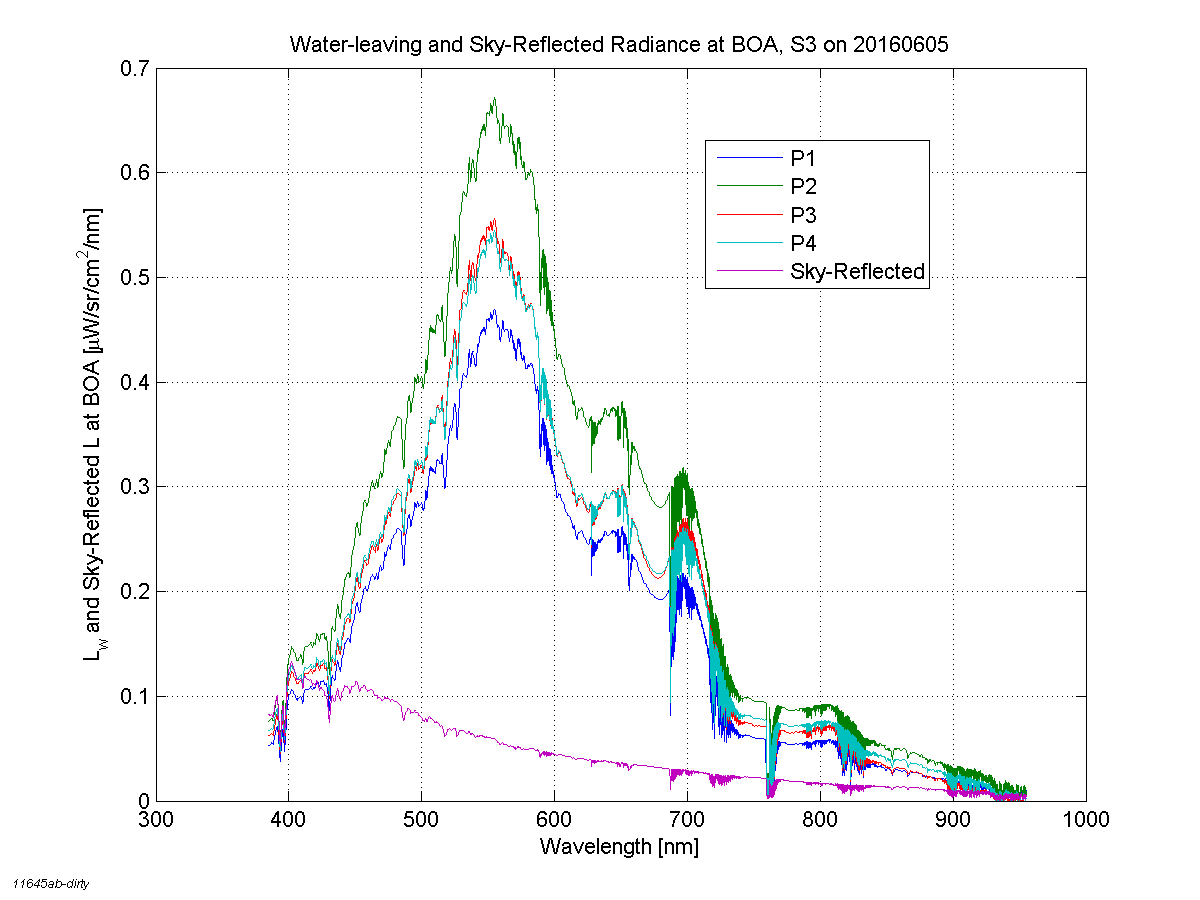 Water-leaving and Sky-Reflected Radiance at BOA, S3 on 20160605
0.7
0.6
0.5
0.4
0.3
0.2
0.1
0
L_w and Sky-Reflected L at BOA [μW/sr/cm²/nm]
P1
P2
P3
P4
Sky-Reflected
300 400 500 600 700 800 900 1000
Wavelength [nm]
11645ab-dirty